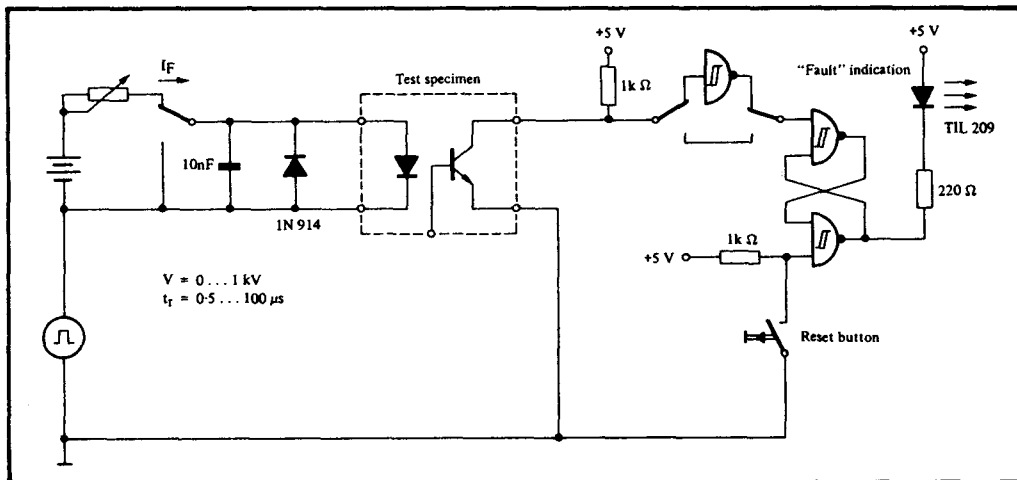 I_F
Test specimen
+5 V
1k Ω
"Fault" indication
+5 V
TIL 209
10nF
1N 914
220 Ω
+5 V
1k Ω
V = 0 ... 1 kV
t_r = 0·5 ... 100 μs
Reset button